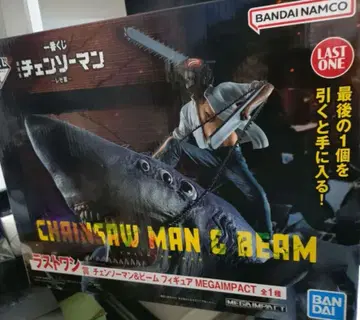 BANDAI NAMCO
一番くじ
チェンソーマン
LAST
ONE
最後の1個を
引くと手に入る!
CHAINSAW MAN & BEAM
ラストワン賞 チェンソーマン&ビーム フィギュア MEGAIMPACT 全1種
MEGAIMPACT
BAN
DAI